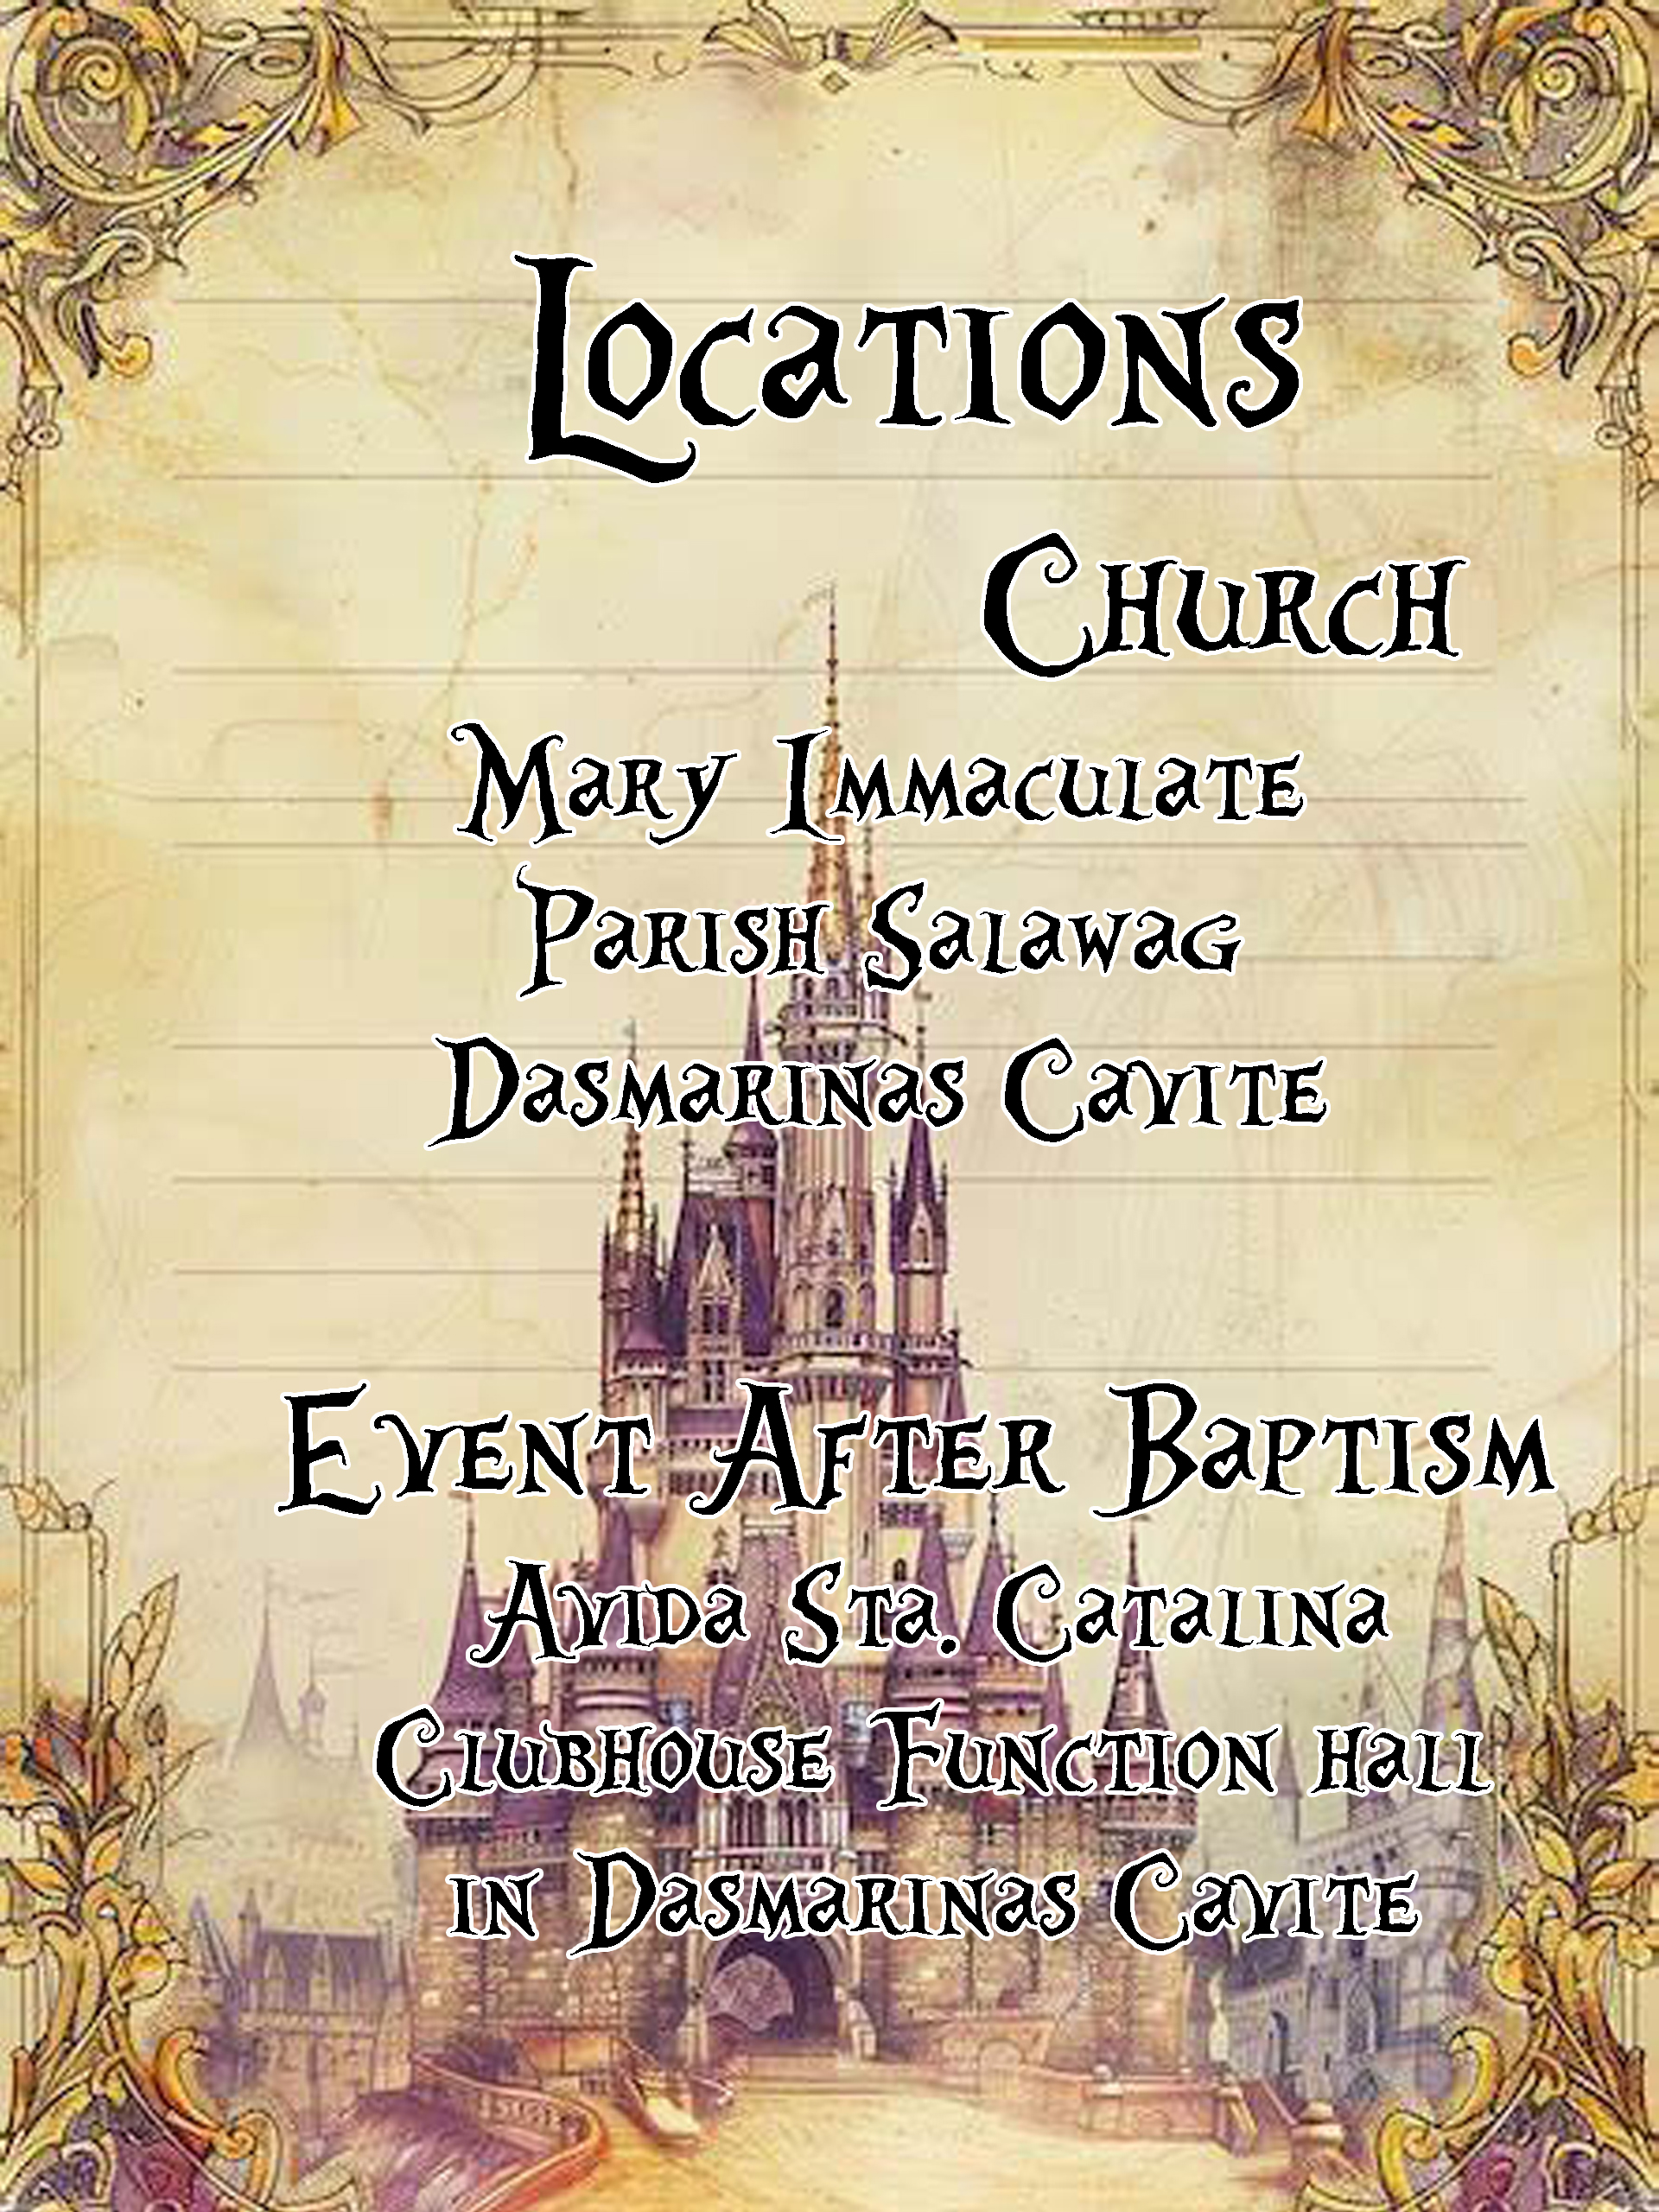 Locations
Church
Mary Immaculate
Parish Salawag
Dasmarinas Cavite
Event After Baptism
Avida Sta. Catalina
Clubhouse Function hall
in Dasmarinas Cavite